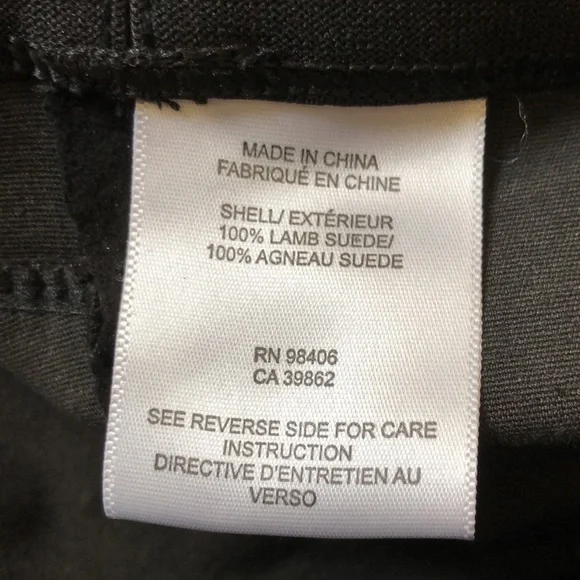 MADE IN CHINA
FABRIQUÉ EN CHINE
SHELL/ EXTÉRIEUR
100% LAMB SUEDE/
100% AGNEAU SUEDE
RN 98406
CA 39862
SEE REVERSE SIDE FOR CARE
INSTRUCTION
DIRECTIVE D'ENTRETIEN AU
VERSO